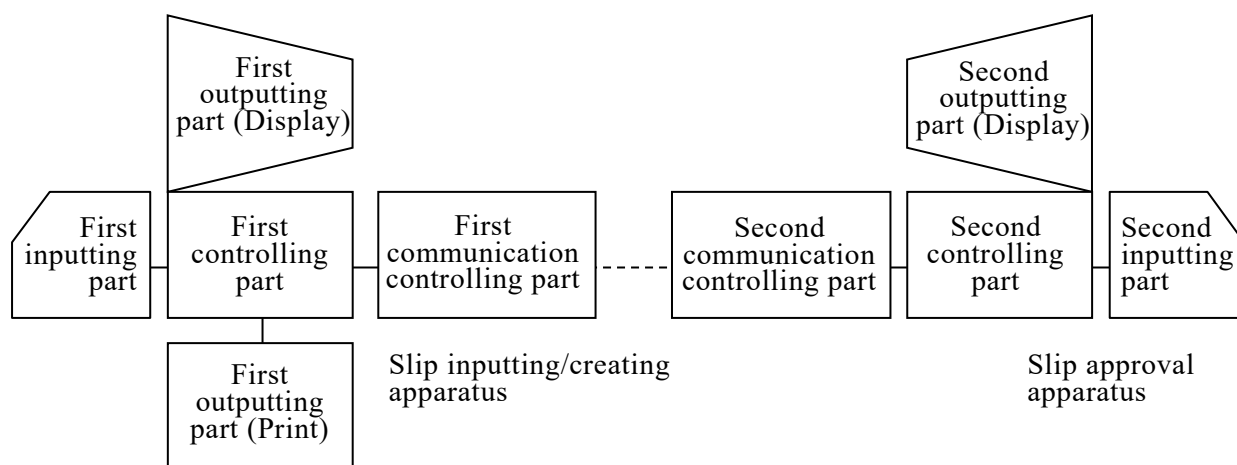 First
outputting
part (Display)
Second
outputting
part (Display)
First
inputting
part
First
controlling
part
First
communication
controlling part
Second
communication
controlling part
Second
controlling
part
Second
inputting
part
First
outputting
part (Print)
Slip inputting/creating
apparatus
Slip approval
apparatus